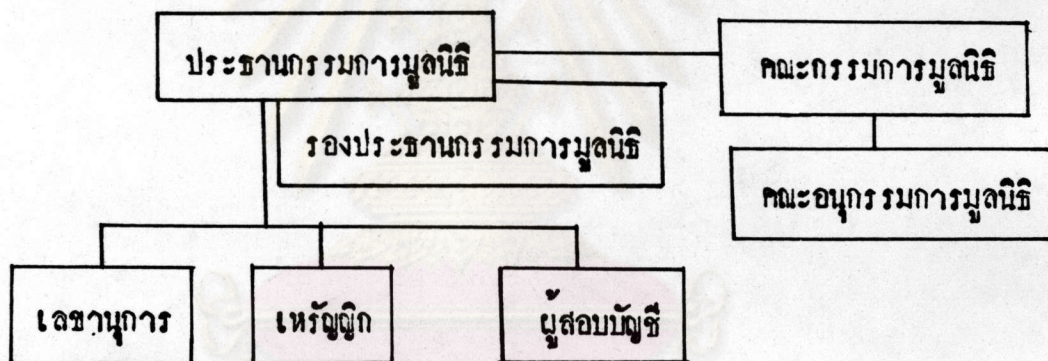 ประธานกรรมการมูลนิธิ
คณะกรรมการมูลนิธิ
รองประธานกรรมการมูลนิธิ
คณะอนุกรรมการมูลนิธิ
เลขานุการ
เหรัญญิก
ผู้สอบบัญชี